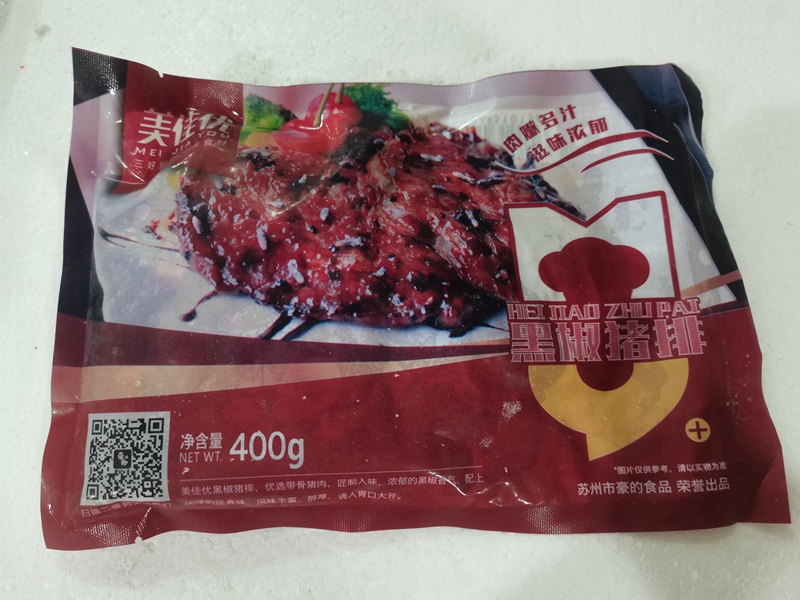 美佳优
肉嫩多汁
滋味浓郁
HEI JIAO ZHU PAI
黑椒猪排
净含量
NET WT. 400g
美佳优黑椒猪排，优选带骨猪肉、匠制入味，浓郁的黑椒香
配上
风味丰富，醇厚，诱人胃口大开。
*图片仅供参考，请以实物为准
苏州市豪的食品 荣誉出品